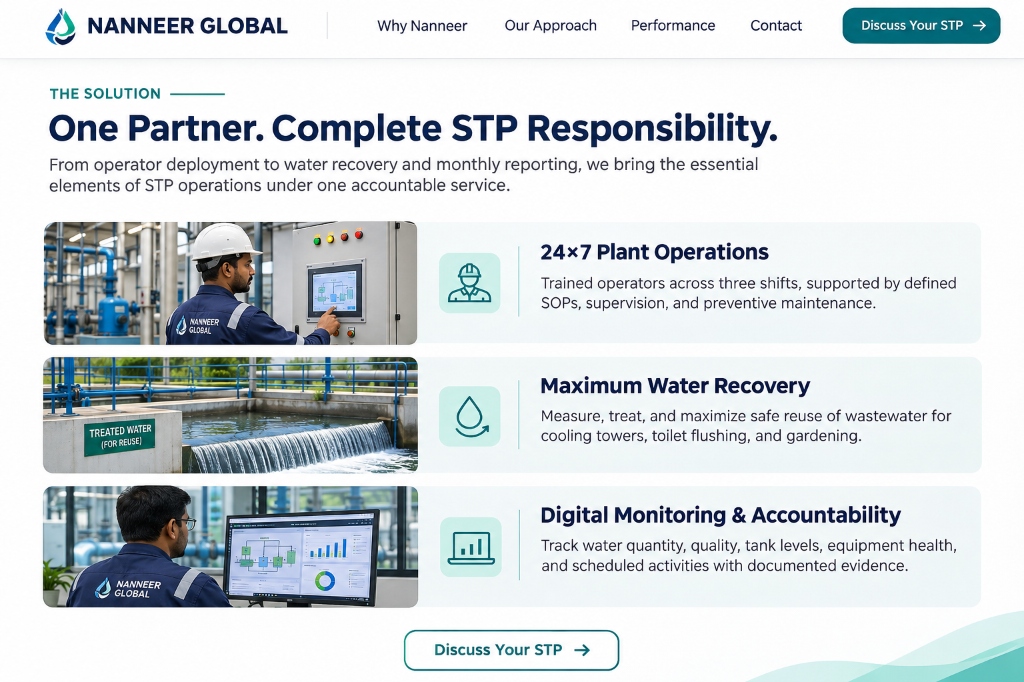 NANNEER GLOBAL
Why Nanneer
Our Approach
Performance
Contact
Discuss Your STP →
THE SOLUTION
One Partner. Complete STP Responsibility.
From operator deployment to water recovery and monthly reporting, we bring the essential
elements of STP operations under one accountable service.
NANNEER
GLOBAL
24×7 Plant Operations
Trained operators across three shifts, supported by defined
SOPs, supervision, and preventive maintenance.
TREATED WATER
(FOR REUSE)
Maximum Water Recovery
Measure, treat, and maximize safe reuse of wastewater for
cooling towers, toilet flushing, and gardening.
NANNEER
GLOBAL
Digital Monitoring & Accountability
Track water quantity, quality, tank levels, equipment health,
and scheduled activities with documented evidence.
Discuss Your STP →